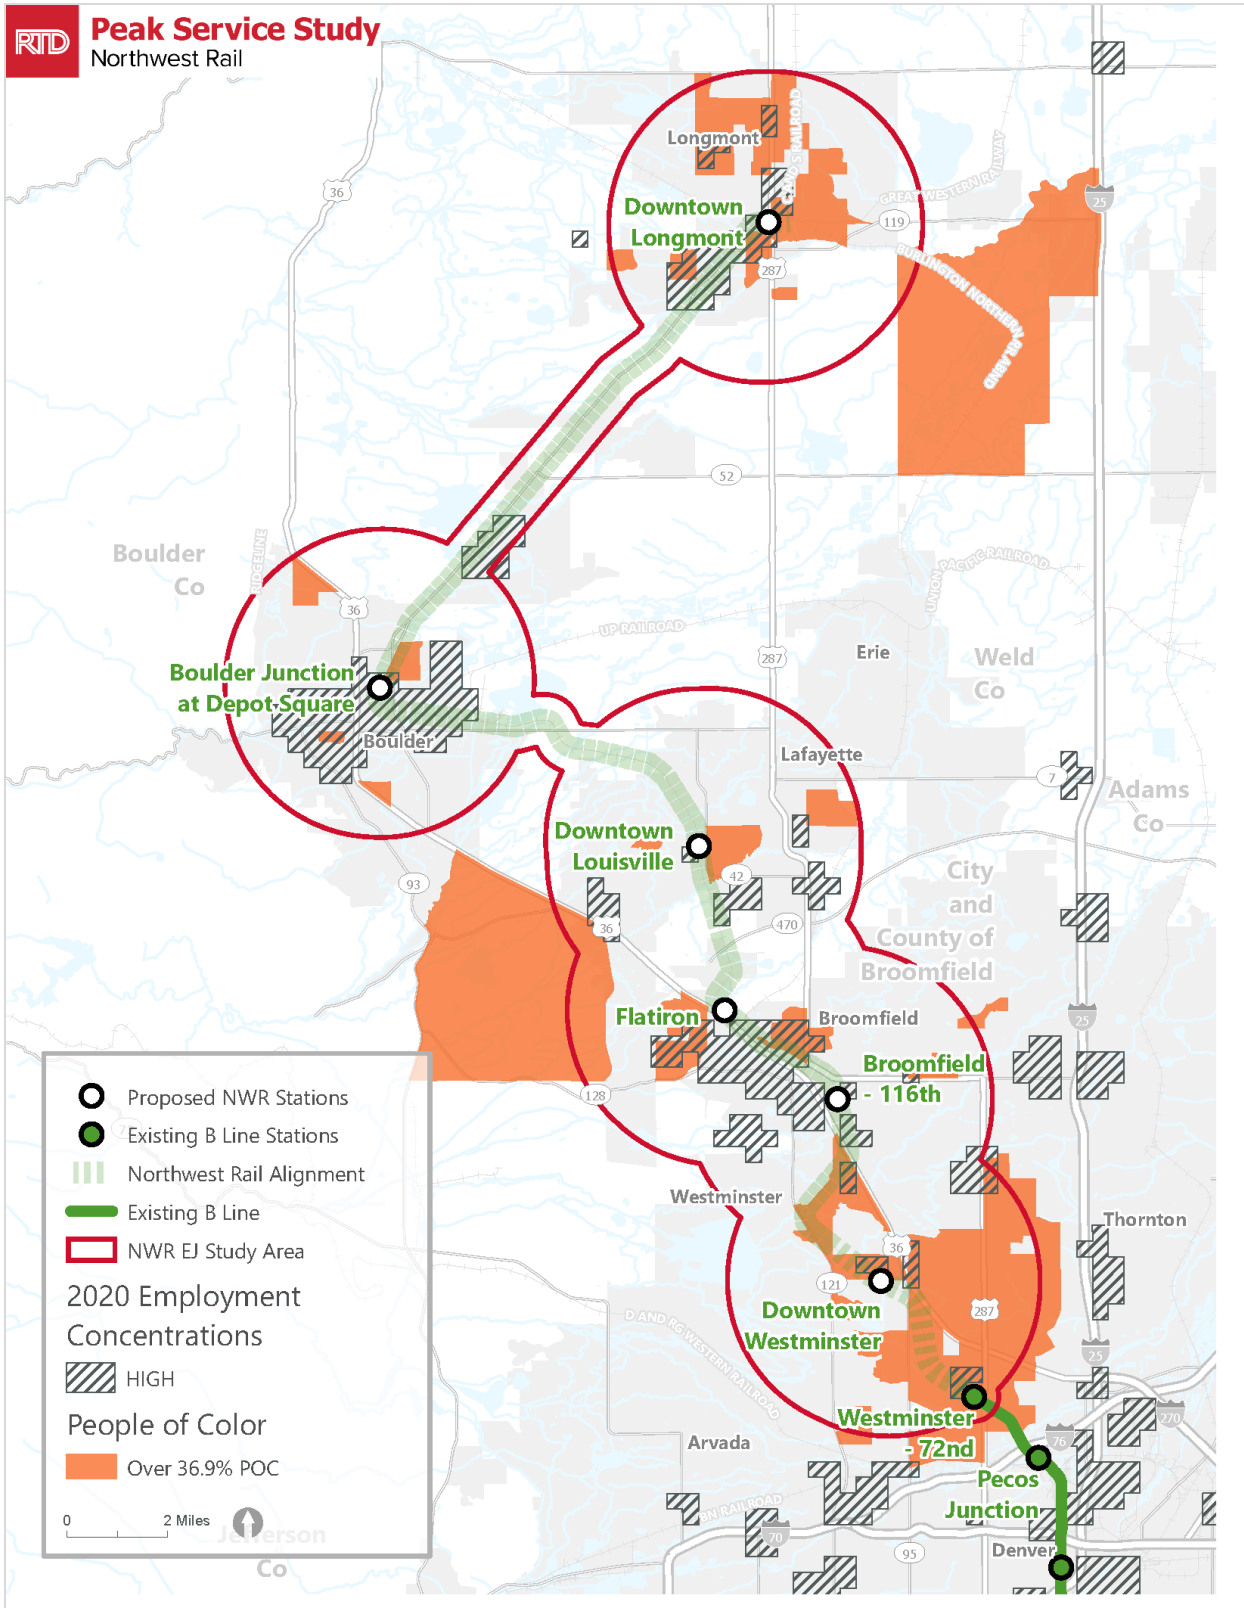 RTD
Peak Service Study
Northwest Rail
Longmont
Downtown
Longmont
GREAT WESTERN RAILWAY
36
119
25
287
BURLINGTON NORTHERN
52
Boulder
Co
RIDGELINE
36
UP RAILROAD
UNION PACIFIC RAILROAD
287
Erie
Weld
Co
Boulder Junction
at Depot Square
Boulder
Lafayette
7
Adams
Co
Downtown
Louisville
42
93
City
and
County of
Broomfield
36
470
25
Flatiron
Broomfield
Broomfield
- 116th
128
Westminster
Thornton
36
121
Downtown
Westminster
287
D AND RG WESTERN RAILROAD
25
Westminster
- 72nd
270
76
Arvada
Pecos
Junction
BN RAILROAD
70
95
Denver
Proposed NWR Stations
Existing B Line Stations
Northwest Rail Alignment
Existing B Line
NWR EJ Study Area
2020 Employment
Concentrations
HIGH
People of Color
Over 36.9% POC
0
2 Miles
Jefferson
Co